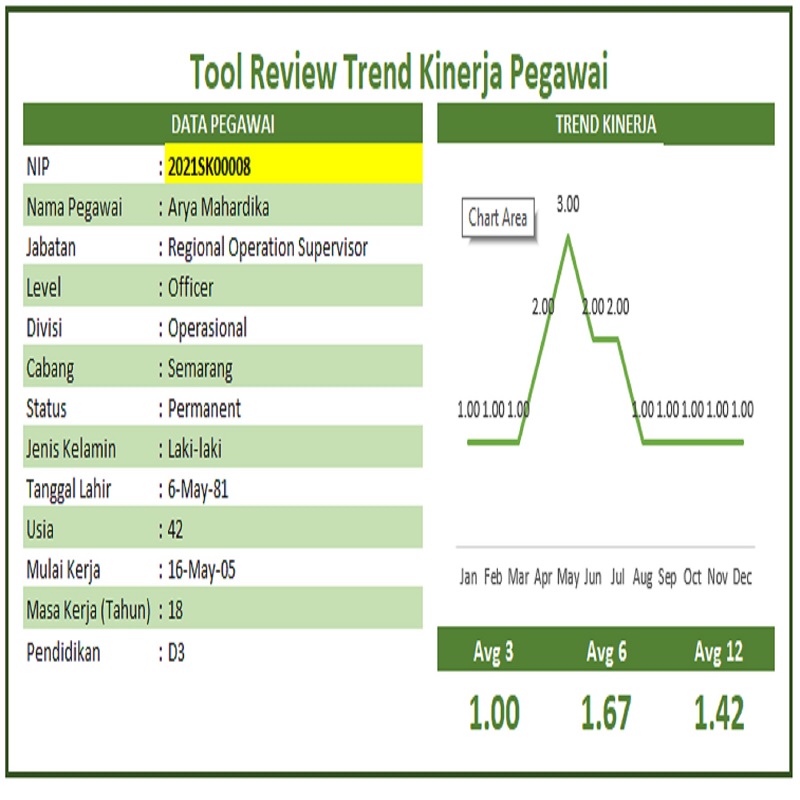 Tool Review Trend Kinerja Pegawai
DATA PEGAWAI
NIP : 2021SK00008
Nama Pegawai : Arya Mahardika
Jabatan : Regional Operation Supervisor
Level : Officer
Divisi : Operasional
Cabang : Semarang
Status : Permanent
Jenis Kelamin : Laki-laki
Tanggal Lahir : 6-May-81
Usia : 42
Mulai Kerja : 16-May-05
Masa Kerja (Tahun) : 18
Pendidikan : D3
TREND KINERJA
Chart Area
3.00
2.00 2.00 2.00
1.00 1.00 1.00 1.00 1.00 1.00 1.00 1.00
Jan Feb Mar Apr May Jun Jul Aug Sep Oct Nov Dec
Avg 3 Avg 6 Avg 12
1.00 1.67 1.42